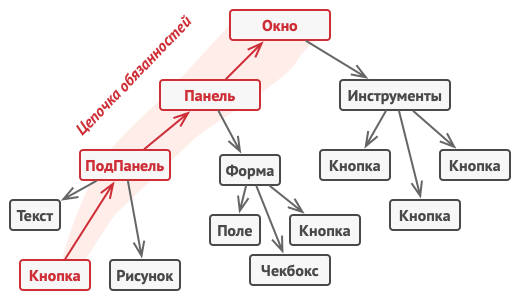 Окно
Цепочка обязанностей
Панель
Инструменты
ПодПанель
Форма
Кнопка
Кнопка
Текст
Поле
Кнопка
Кнопка
Кнопка
Рисунок
Чекбокс